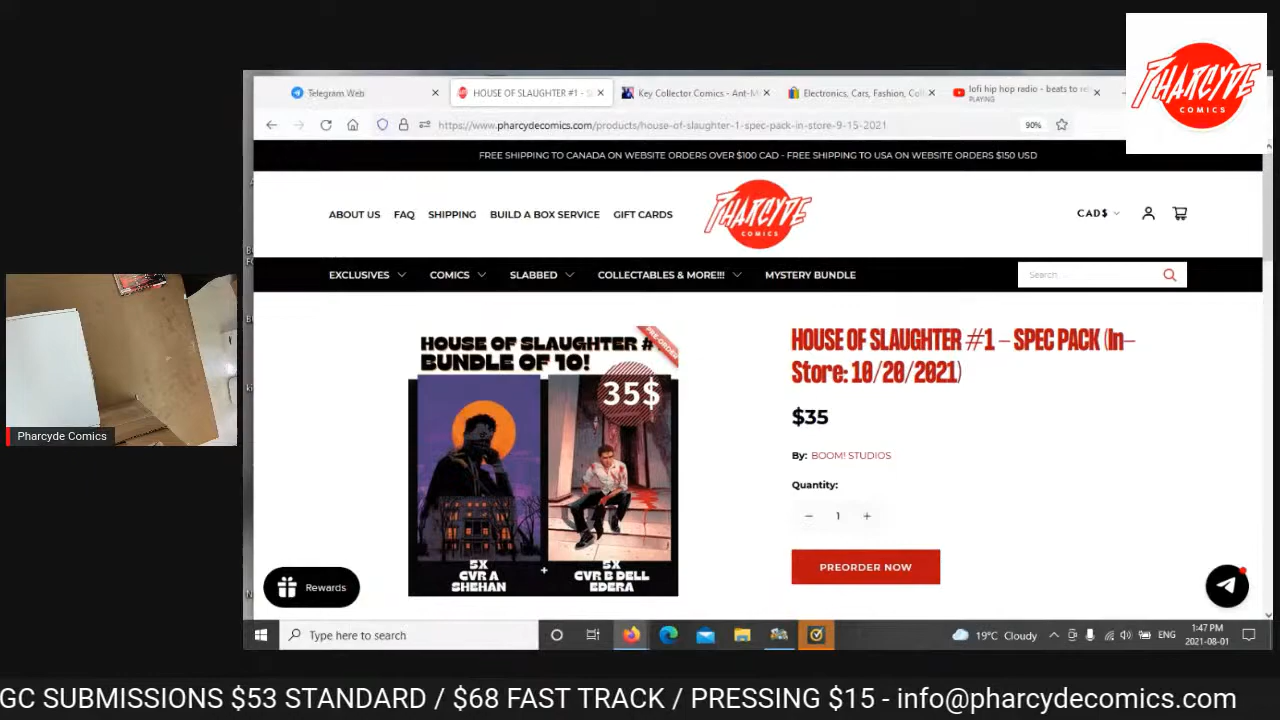 PHARCYDE
COMICS
Telegram Web
HOUSE OF SLAUGHTER #1 - S
Key Collector Comics - Ant-M
Electronics, Cars, Fashion, Col
lofi hip hop radio - beats to re
PLAYING
https://www.pharcydecomics.com/products/house-of-slaughter-1-spec-pack-in-store-9-15-2021
90%
FREE SHIPPING TO CANADA ON WEBSITE ORDERS OVER $100 CAD - FREE SHIPPING TO USA ON WEBSITE ORDERS $150 USD
ABOUT US FAQ SHIPPING BUILD A BOX SERVICE GIFT CARDS
PHARCYDE
COMICS
CAD$
EXCLUSIVES COMICS SLABBED COLLECTABLES & MORE!!! MYSTERY BUNDLE
Search
HOUSE OF SLAUGHTER #
BUNDLE OF 10!
PRE-ORDER
35$
5X
CVR A
SHEHAN
+
5X
CVR B DELL
EDERA
HOUSE OF SLAUGHTER #1 – SPEC PACK (In-
Store: 10/20/2021)
$35
By: BOOM! STUDIOS
Quantity:
− 1 +
PREORDER NOW
Rewards
Pharcyde Comics
Type here to search
19°C Cloudy
ENG
1:47 PM
2021-08-01
GC SUBMISSIONS $53 STANDARD / $68 FAST TRACK / PRESSING $15 - info@pharcydecomics.com